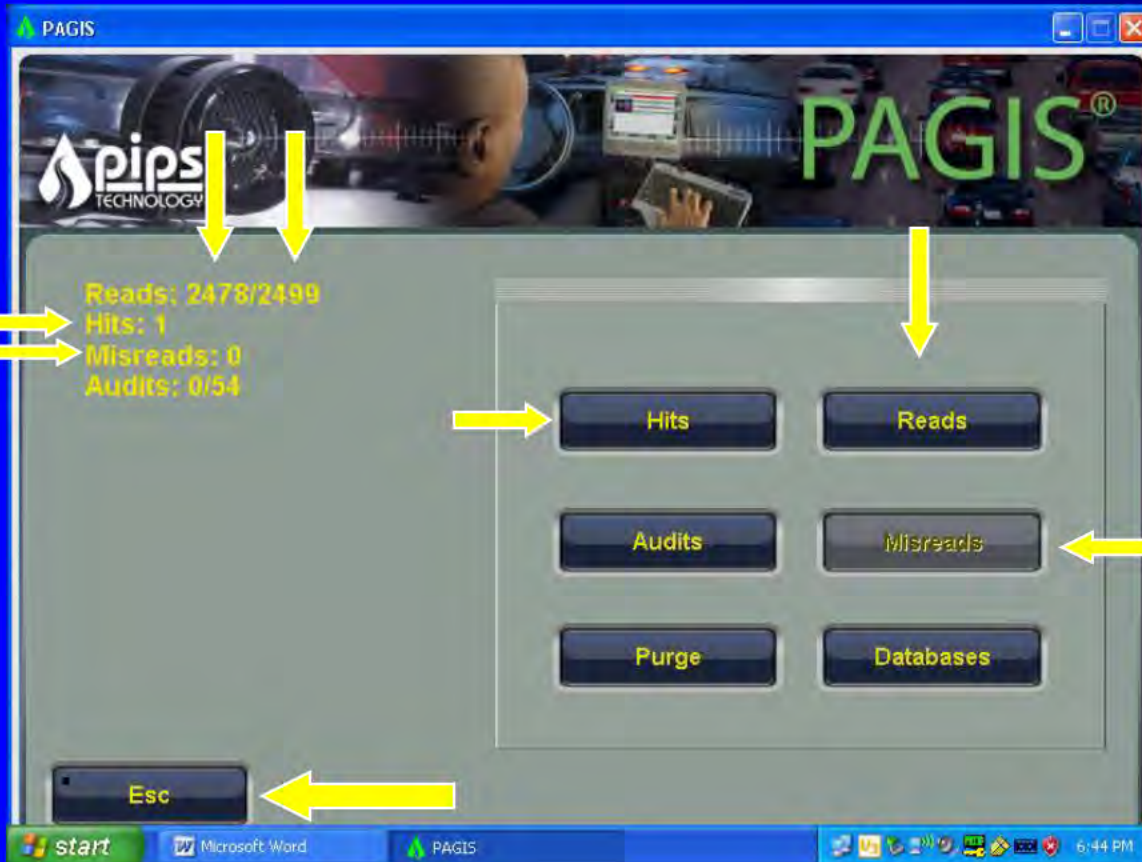 PAGIS
pips
TECHNOLOGY
PAGIS®
Reads: 2478/2499
Hits: 1
Misreads: 0
Audits: 0/54
Hits
Reads
Audits
Misreads
Purge
Databases
Esc
start
Microsoft Word
PAGIS
6:44 PM